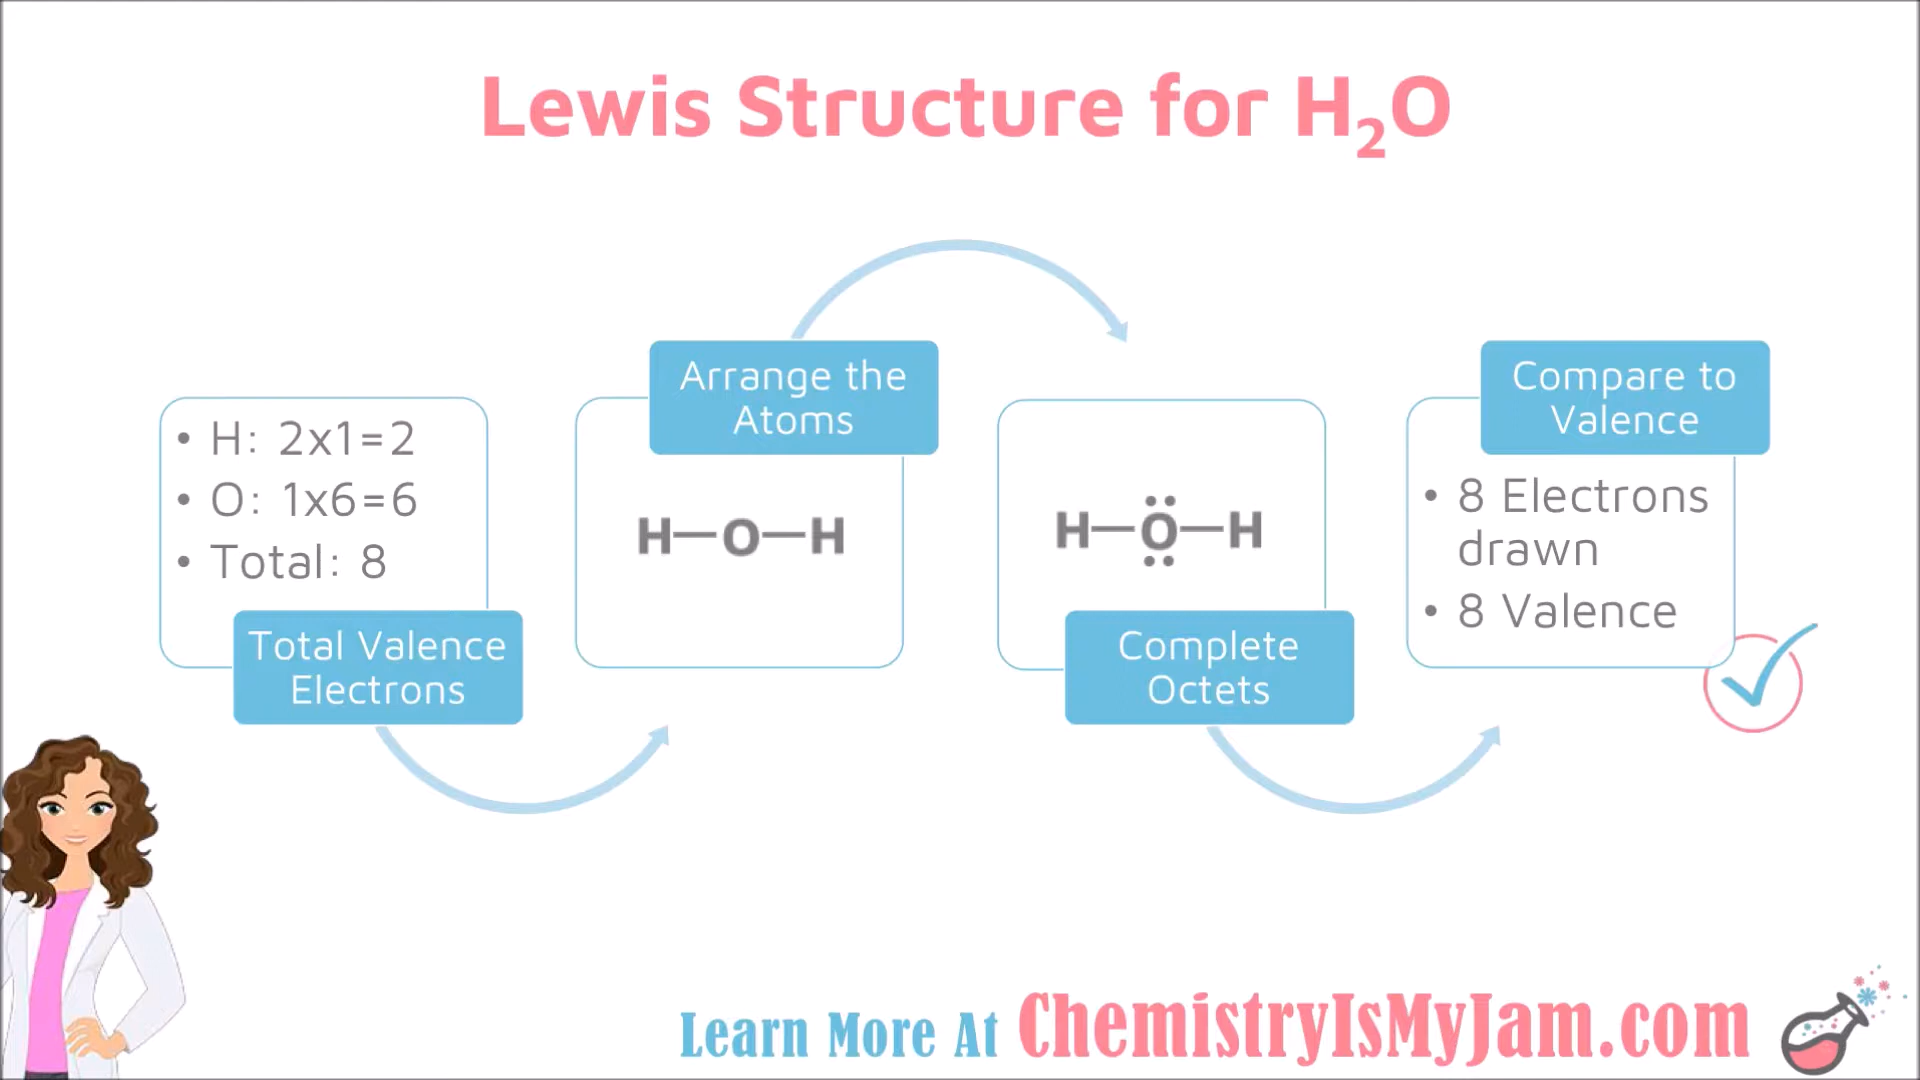 Lewis Structure for H₂O
• H: 2x1=2
• O: 1x6=6
• Total: 8
Total Valence
Electrons
Arrange the
Atoms
H—O—H
H—Ö—H
Complete
Octets
Compare to
Valence
• 8 Electrons
drawn
• 8 Valence
Learn More At ChemistryIsMyJam.com